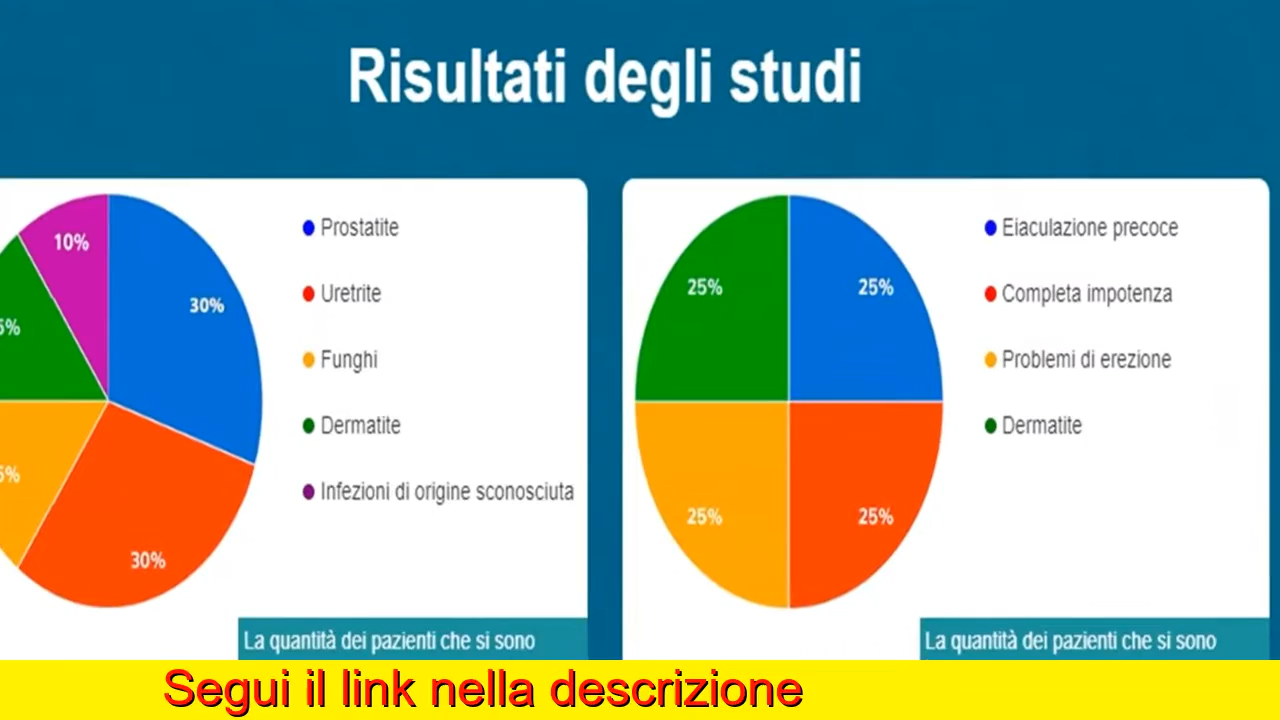 Risultati degli studi
10%
30%
5%
5%
30%
Prostatite
Uretrite
Funghi
Dermatite
Infezioni di origine sconosciuta
La quantità dei pazienti che si sono
25%
25%
25%
25%
Eiaculazione precoce
Completa impotenza
Problemi di erezione
Dermatite
La quantità dei pazienti che si sono
Segui il link nella descrizione